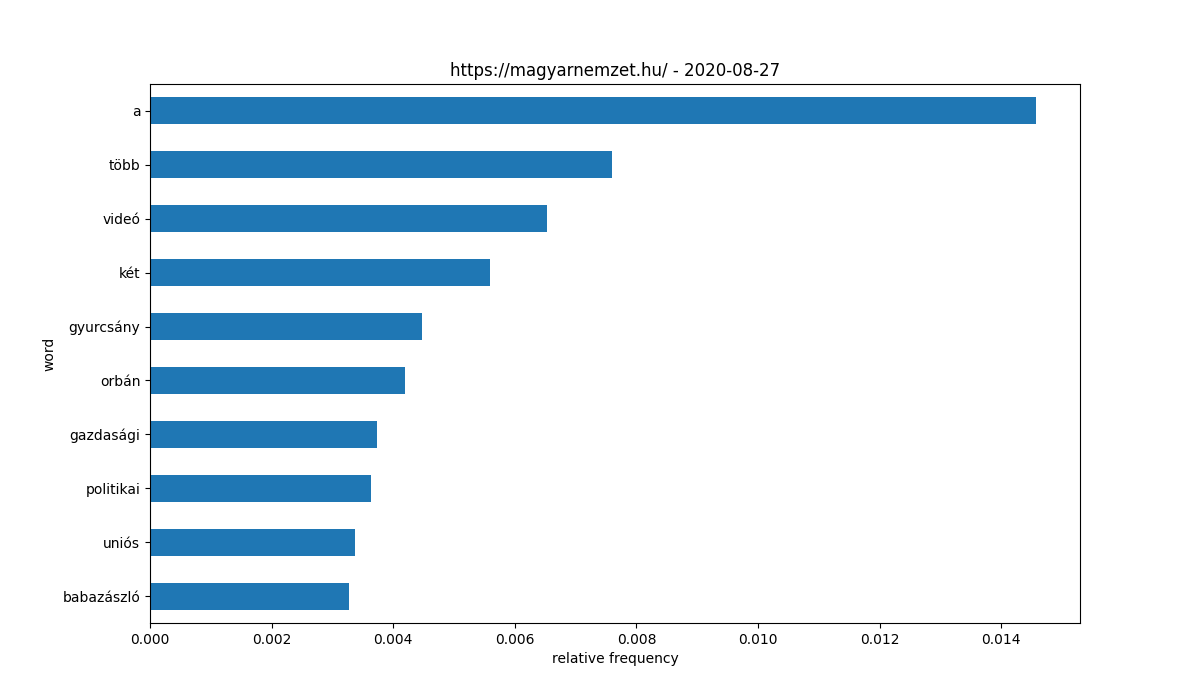 https://magyarnemzet.hu/ - 2020-08-27
a
több
videó
két
gyurcsány
orbán
gazdasági
politikai
uniós
babazászló
word
0.000 0.002 0.004 0.006 0.008 0.010 0.012 0.014
relative frequency